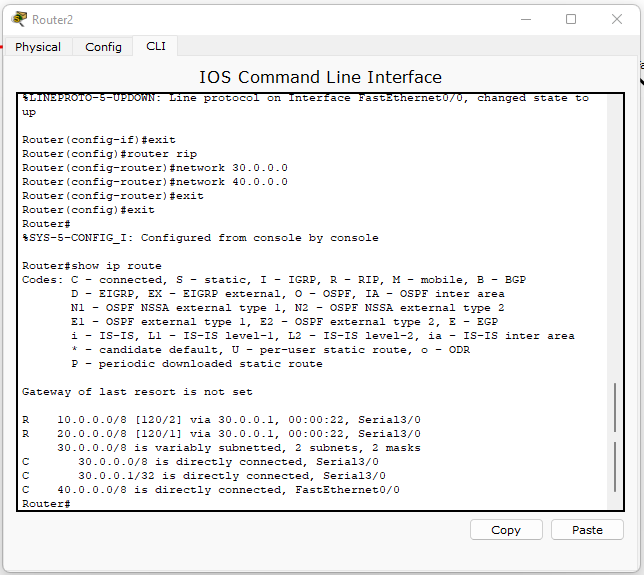 Router2
Physical Config CLI
IOS Command Line Interface
%LINEPROTO-5-UPDOWN: Line protocol on Interface FastEthernet0/0, changed state to
up
Router(config-if)#exit
Router(config)#router rip
Router(config-router)#network 30.0.0.0
Router(config-router)#network 40.0.0.0
Router(config-router)#exit
Router(config)#exit
Router#
%SYS-5-CONFIG_I: Configured from console by console
Router#show ip route
Codes: C - connected, S - static, I - IGRP, R - RIP, M - mobile, B - BGP
D - EIGRP, EX - EIGRP external, O - OSPF, IA - OSPF inter area
N1 - OSPF NSSA external type 1, N2 - OSPF NSSA external type 2
E1 - OSPF external type 1, E2 - OSPF external type 2, E - EGP
i - IS-IS, L1 - IS-IS level-1, L2 - IS-IS level-2, ia - IS-IS inter area
* - candidate default, U - per-user static route, o - ODR
P - periodic downloaded static route
Gateway of last resort is not set
R 10.0.0.0/8 [120/2] via 30.0.0.1, 00:00:22, Serial3/0
R 20.0.0.0/8 [120/1] via 30.0.0.1, 00:00:22, Serial3/0
30.0.0.0/8 is variably subnetted, 2 subnets, 2 masks
C 30.0.0.0/8 is directly connected, Serial3/0
C 30.0.0.1/32 is directly connected, Serial3/0
C 40.0.0.0/8 is directly connected, FastEthernet0/0
Router#
Copy Paste